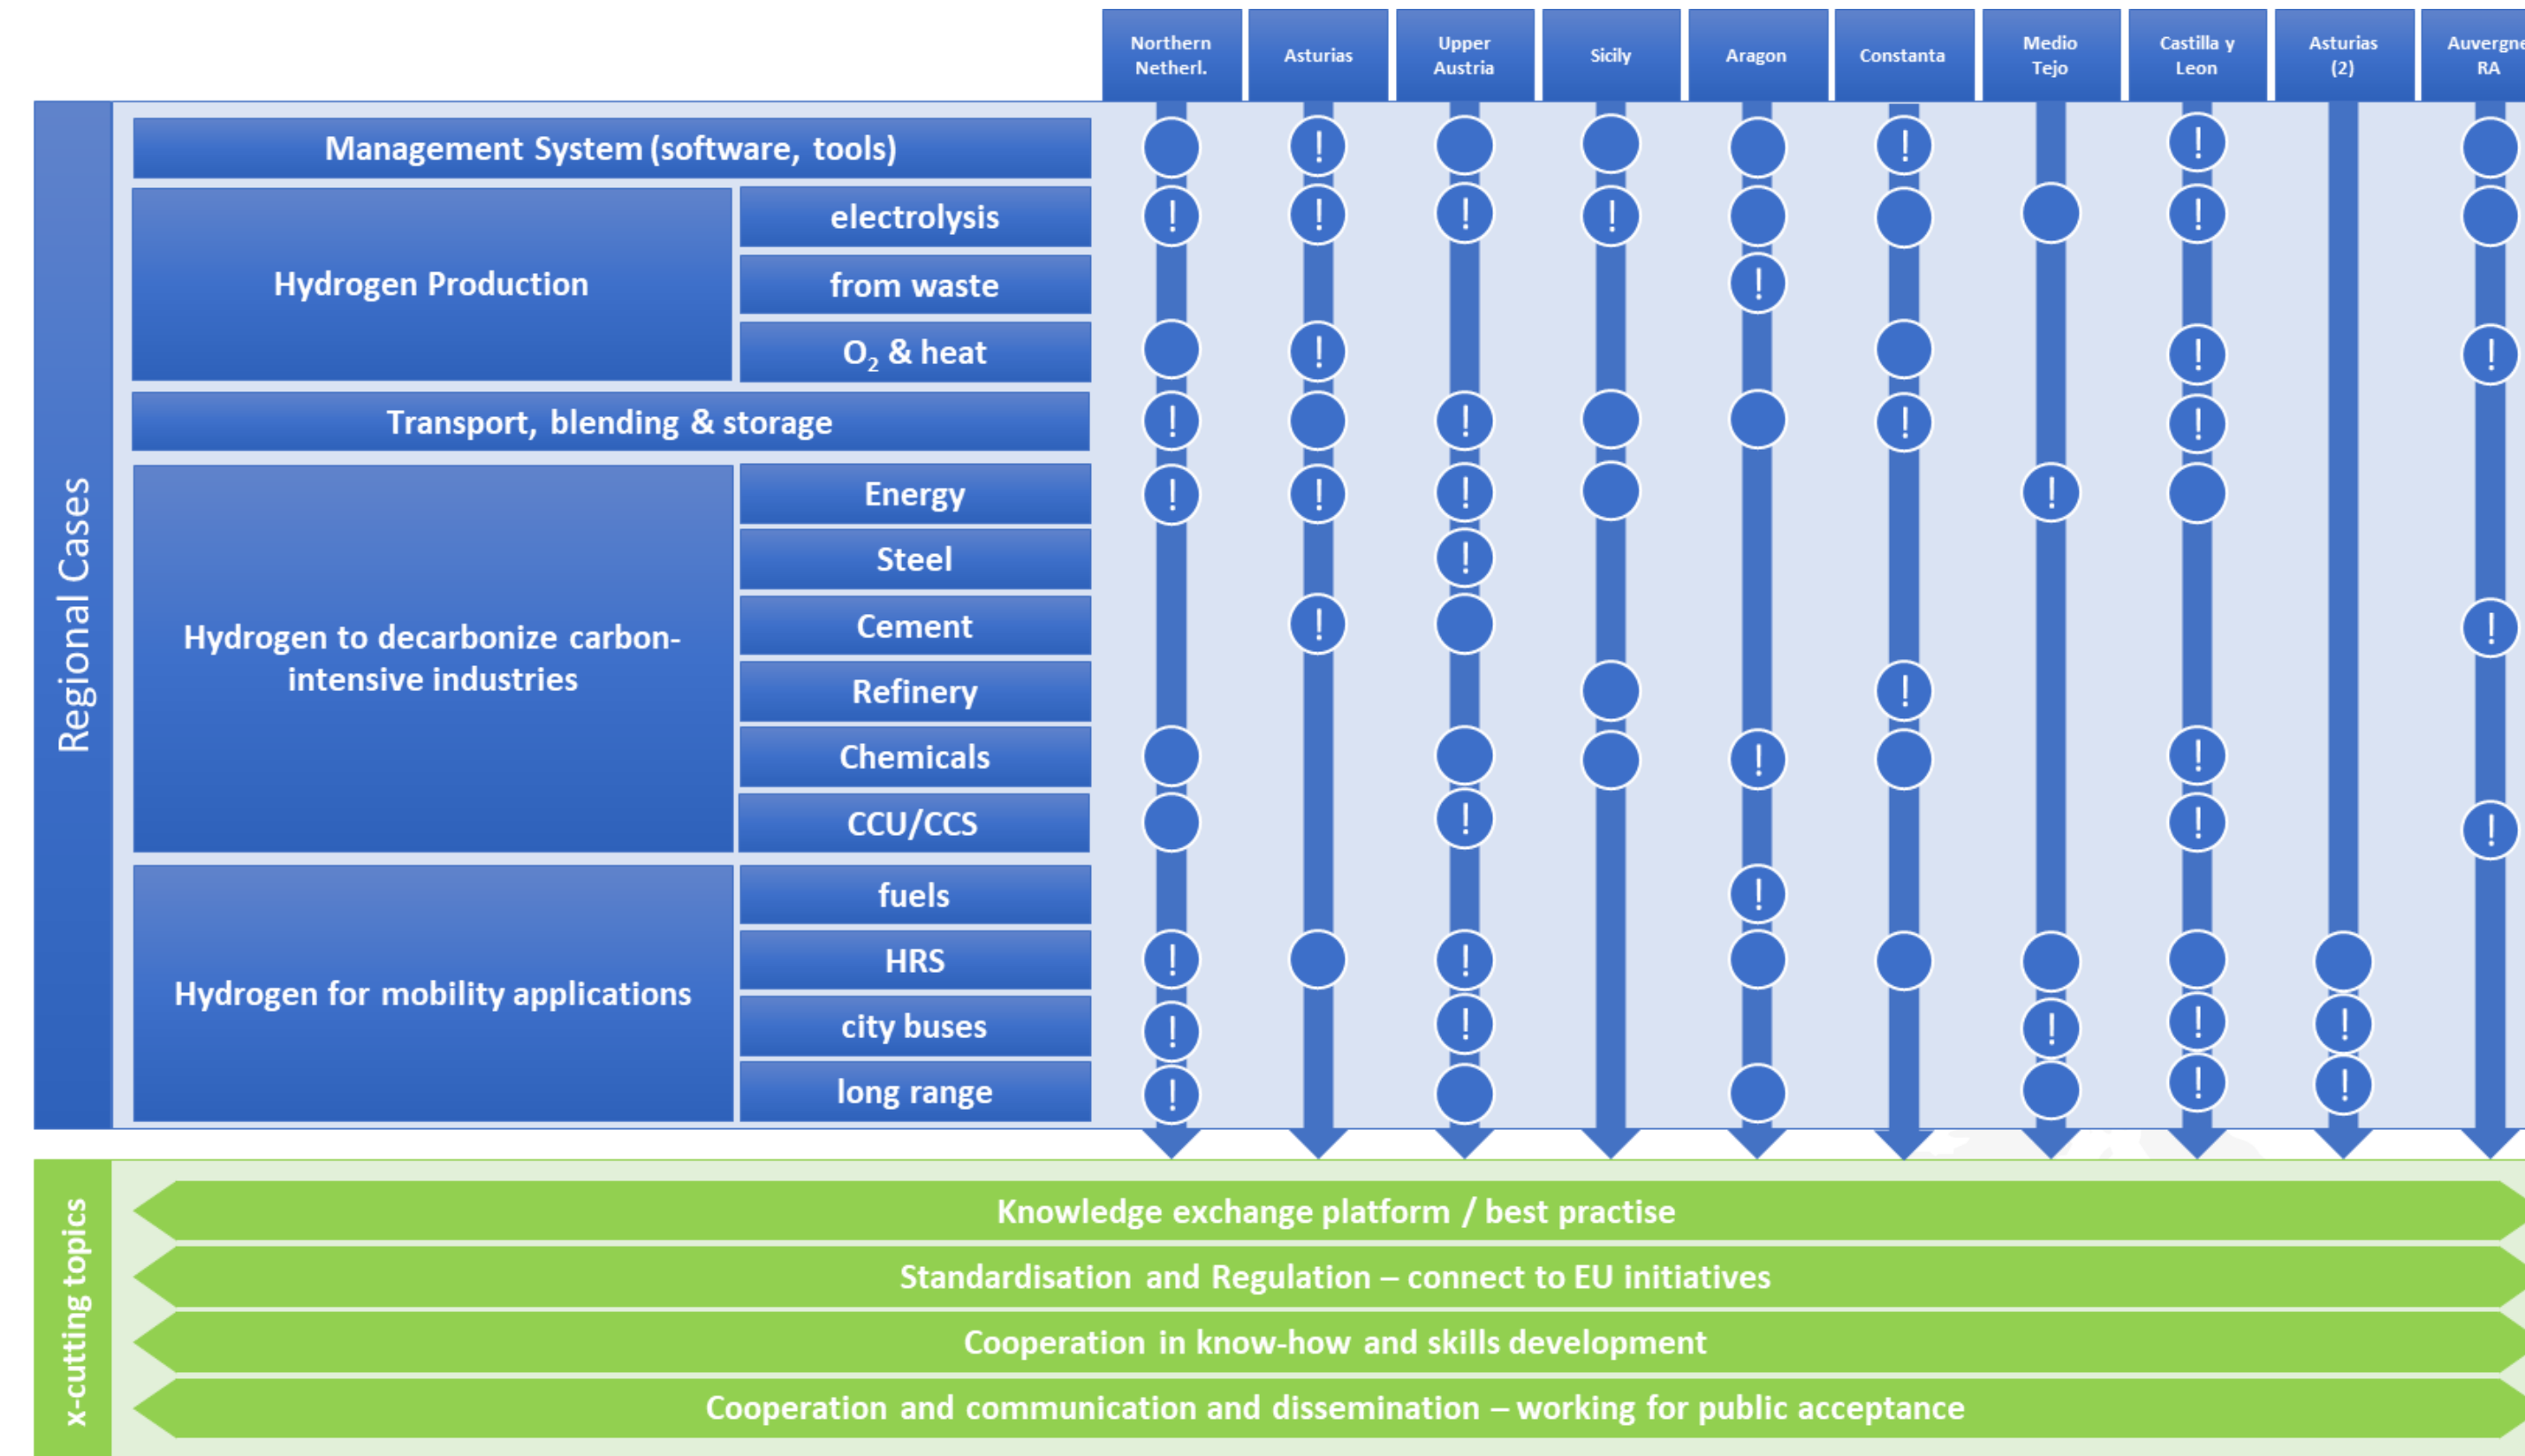 Northern
Netherl.
Asturias
Upper
Austria
Sicily
Aragon
Constanta
Medio
Tejo
Castilla y
Leon
Asturias
(2)
Auvergne
RA
Regional Cases
Management System (software, tools)
!
!
!
Hydrogen Production
electrolysis
!
!
!
!
!
from waste
!
O₂ & heat
!
!
!
Transport, blending & storage
!
!
!
!
Hydrogen to decarbonize carbon-
intensive industries
Energy
!
!
!
!
Steel
!
Cement
!
!
Refinery
!
Chemicals
!
!
CCU/CCS
!
!
!
Hydrogen for mobility applications
fuels
!
HRS
!
!
city buses
!
!
!
!
!
long range
!
!
!
x-cutting topics
Knowledge exchange platform / best practise
Standardisation and Regulation – connect to EU initiatives
Cooperation in know-how and skills development
Cooperation and communication and dissemination – working for public acceptance